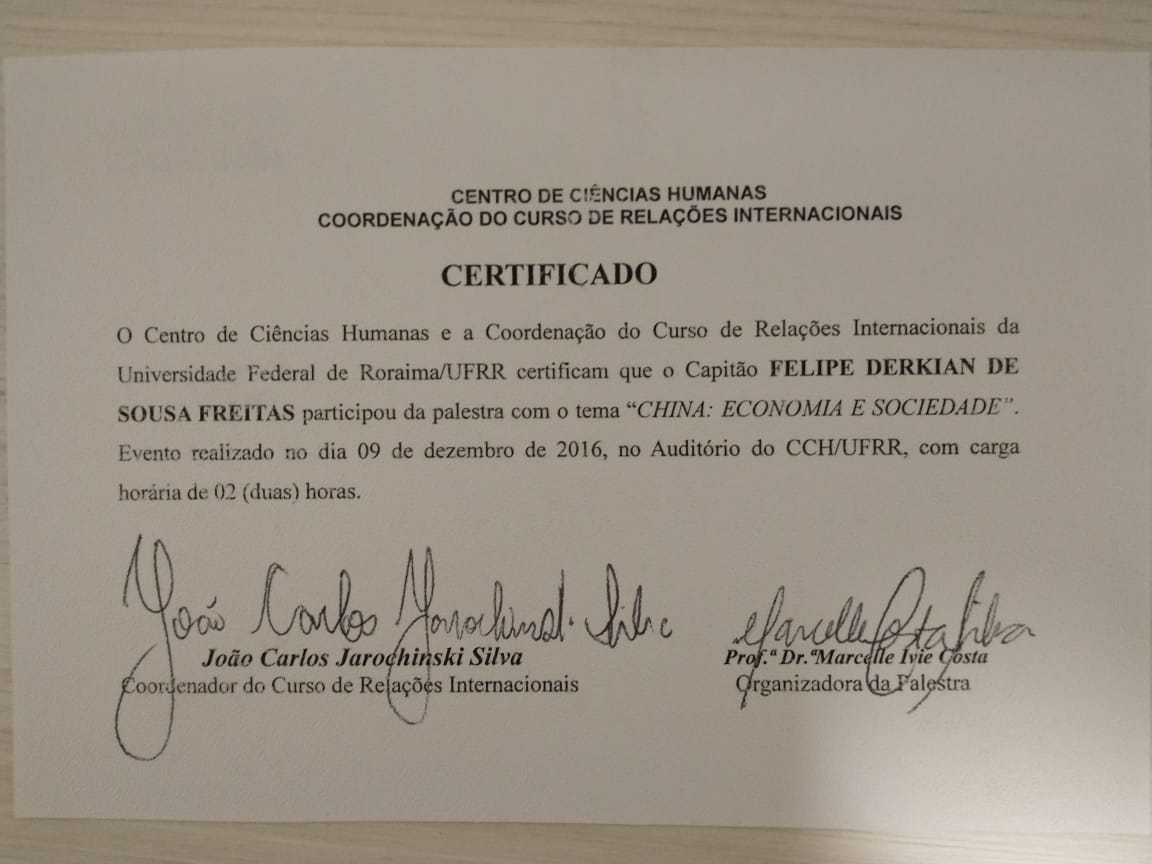 CENTRO DE CIÊNCIAS HUMANAS
COORDENAÇÃO DO CURSO DE RELAÇÕES INTERNACIONAIS
CERTIFICADO
O Centro de Ciências Humanas e a Coordenação do Curso de Relações Internacionais da
Universidade Federal de Roraima/UFRR certificam que o Capitão FELIPE DERKIAN DE
SOUSA FREITAS participou da palestra com o tema “CHINA: ECONOMIA E SOCIEDADE”.
Evento realizado no dia 09 de dezembro de 2016, no Auditório do CCH/UFRR, com carga
horária de 02 (duas) horas.
João Carlos Jarochinski Silva Marcelle Costa Silva
João Carlos Jarochinski Silva Prof.ª Dr.ªMarcelle Ivie Costa
Coordenador do Curso de Relações Internacionais Organizadora da Palestra